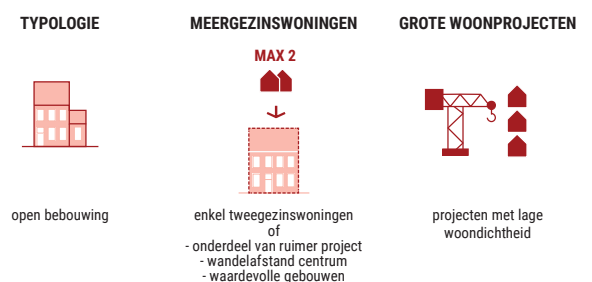 TYPOLOGIE
MEERGEZINSWONINGEN
GROTE WOONPROJECTEN
MAX 2
open bebouwing
enkel tweegezinswoningen
of
- onderdeel van ruimer project
- wandelafstand centrum
- waardevolle gebouwen
projecten met lage
woondichtheid